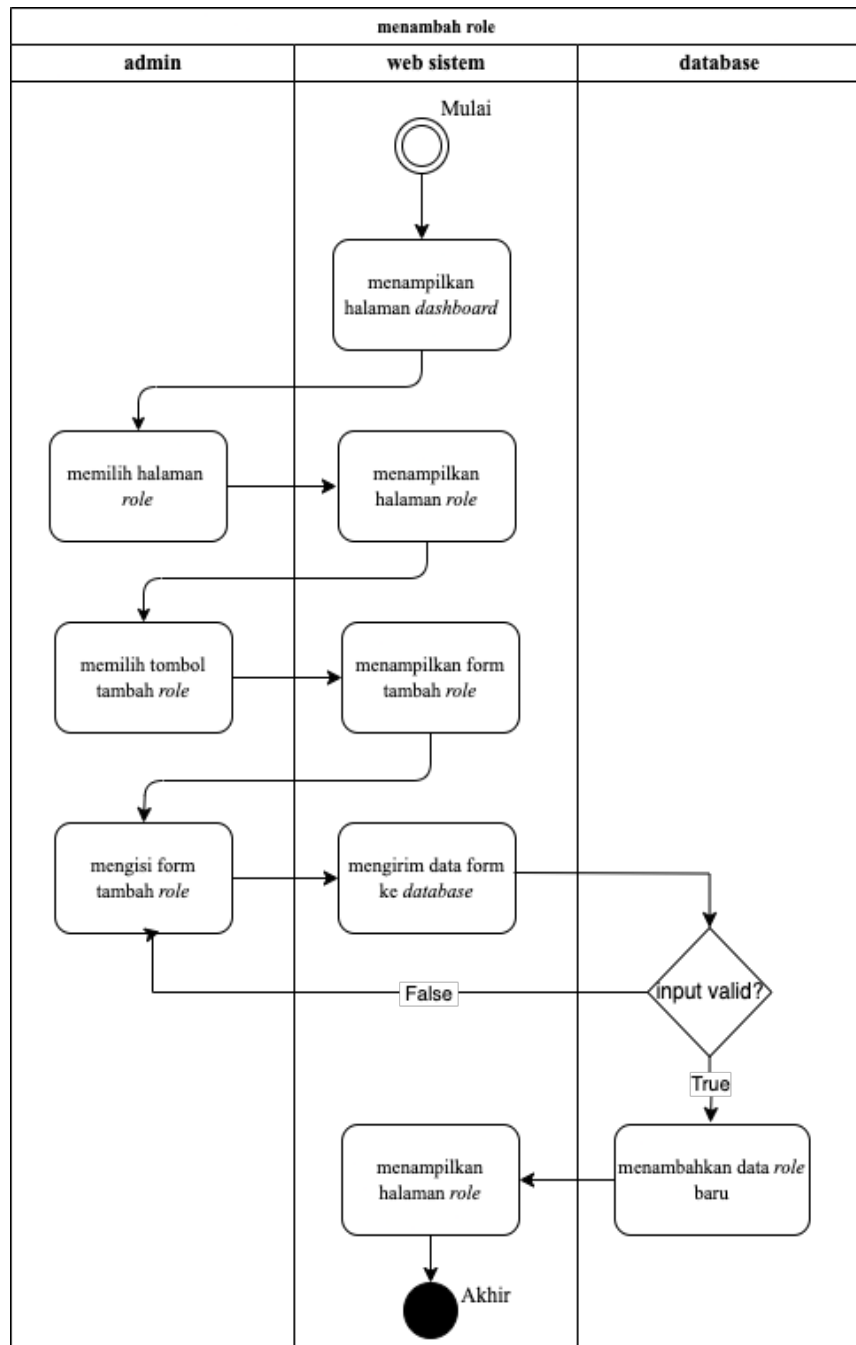 menambah role
admin
web sistem
database
Mulai
menampilkan
halaman dashboard
memilih halaman
role
menampilkan
halaman role
memilih tombol
tambah role
menampilkan form
tambah role
mengisi form
tambah role
mengirim data form
ke database
input valid?
False
True
menambahkan data role
baru
menampilkan
halaman role
Akhir